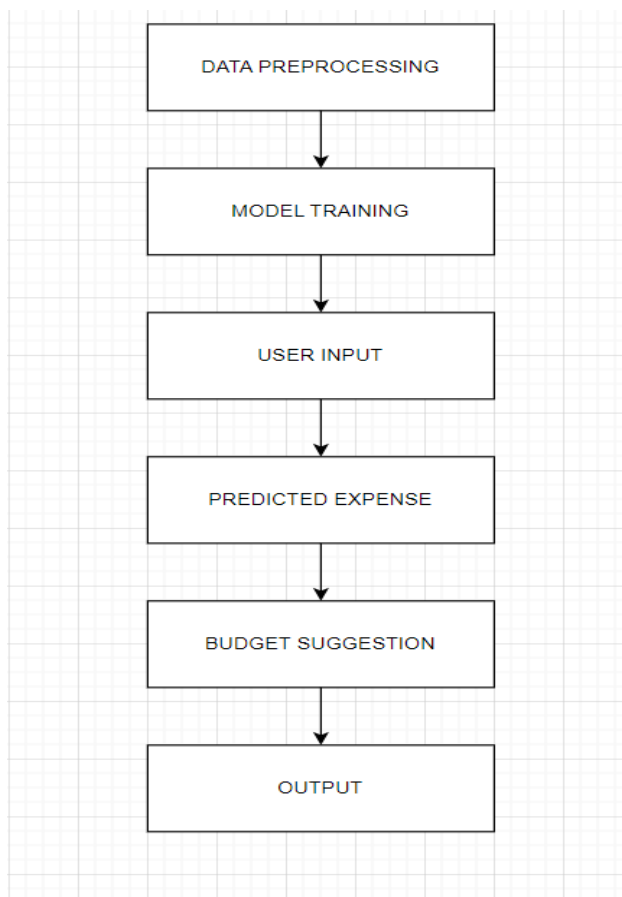 DATA PREPROCESSING
MODEL TRAINING
USER INPUT
PREDICTED EXPENSE
BUDGET SUGGESTION
OUTPUT